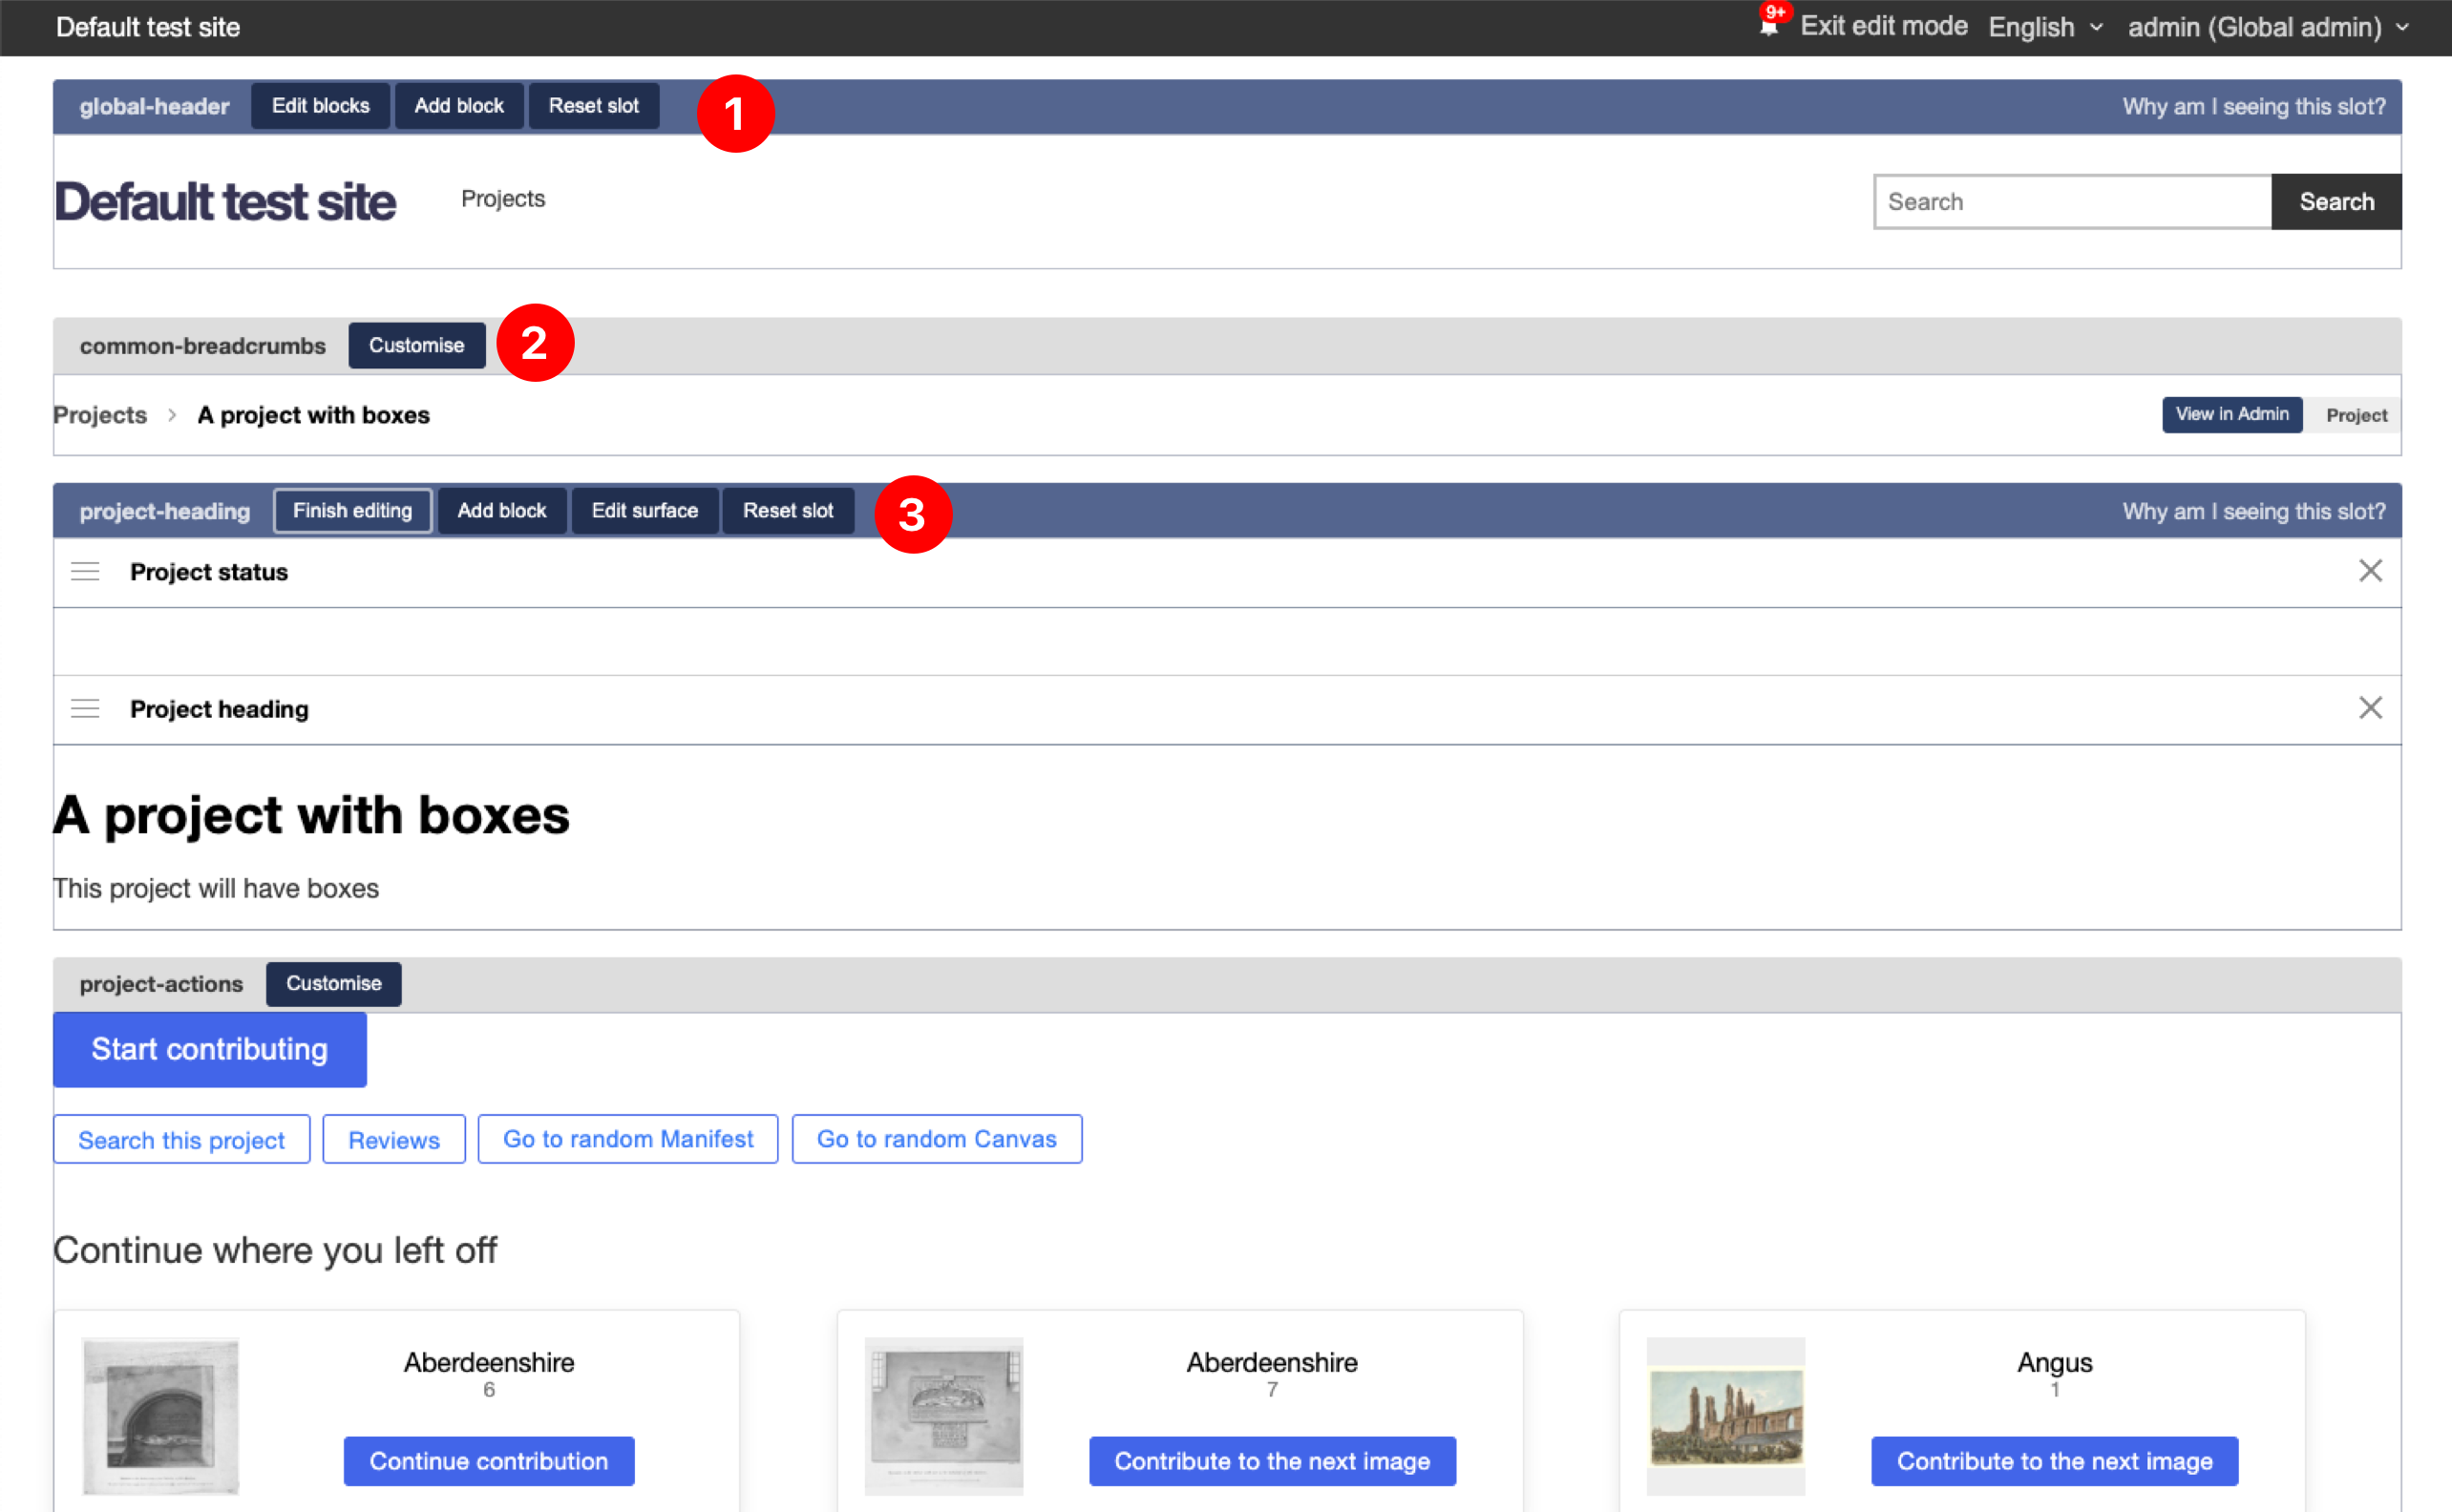 Default test site
9+ Exit edit mode English admin (Global admin)
global-header Edit blocks Add block Reset slot 1 Why am I seeing this slot?
Default test site Projects Search Search
common-breadcrumbs Customise 2
Projects > A project with boxes View in Admin Project
project-heading Finish editing Add block Edit surface Reset slot 3 Why am I seeing this slot?
Project status
Project heading
A project with boxes
This project will have boxes
project-actions Customise
Start contributing
Search this project Reviews Go to random Manifest Go to random Canvas
Continue where you left off
Aberdeenshire Aberdeenshire Angus
6 7 1
Continue contribution Contribute to the next image Contribute to the next image